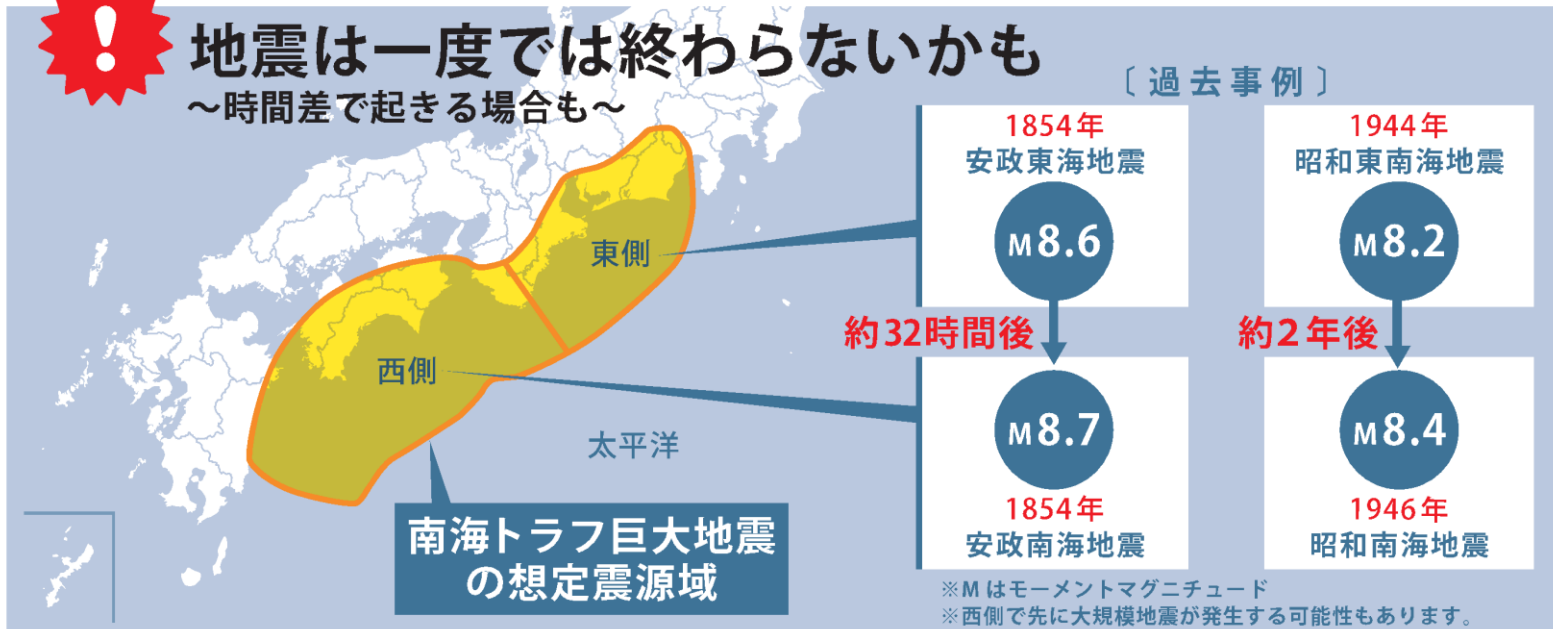 !
地震は一度では終わらないかも
～時間差で起きる場合も～
東側
西側
太平洋
南海トラフ巨大地震
の想定震源域
〔過去事例〕
1854年
安政東海地震
M8.6
約32時間後
M8.7
1854年
安政南海地震
1944年
昭和東南海地震
M8.2
約2年後
M8.4
1946年
昭和南海地震
※Mはモーメントマグニチュード
※西側で先に大規模地震が発生する可能性もあります。